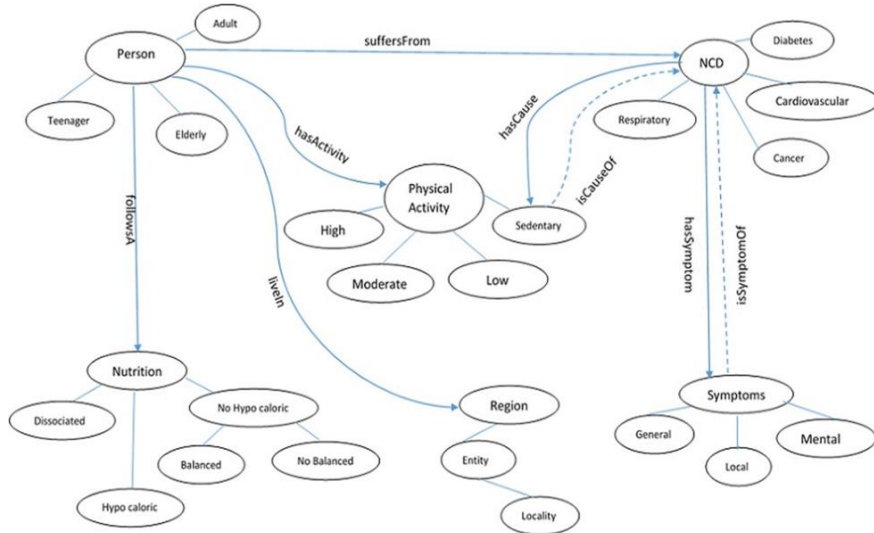 Adult
Person
suffersFrom
NCD
Diabetes
Teenager
Elderly
Respiratory
Cardiovascular
Cancer
hasActivity
hasCause
isCauseOf
Physical
Activity
High
Sedentary
Moderate
Low
followsA
liveIn
hasSymptom
isSymptomOf
Nutrition
Dissociated
No Hypo caloric
Balanced
No Balanced
Hypo caloric
Region
Entity
Locality
Symptoms
General
Mental
Local